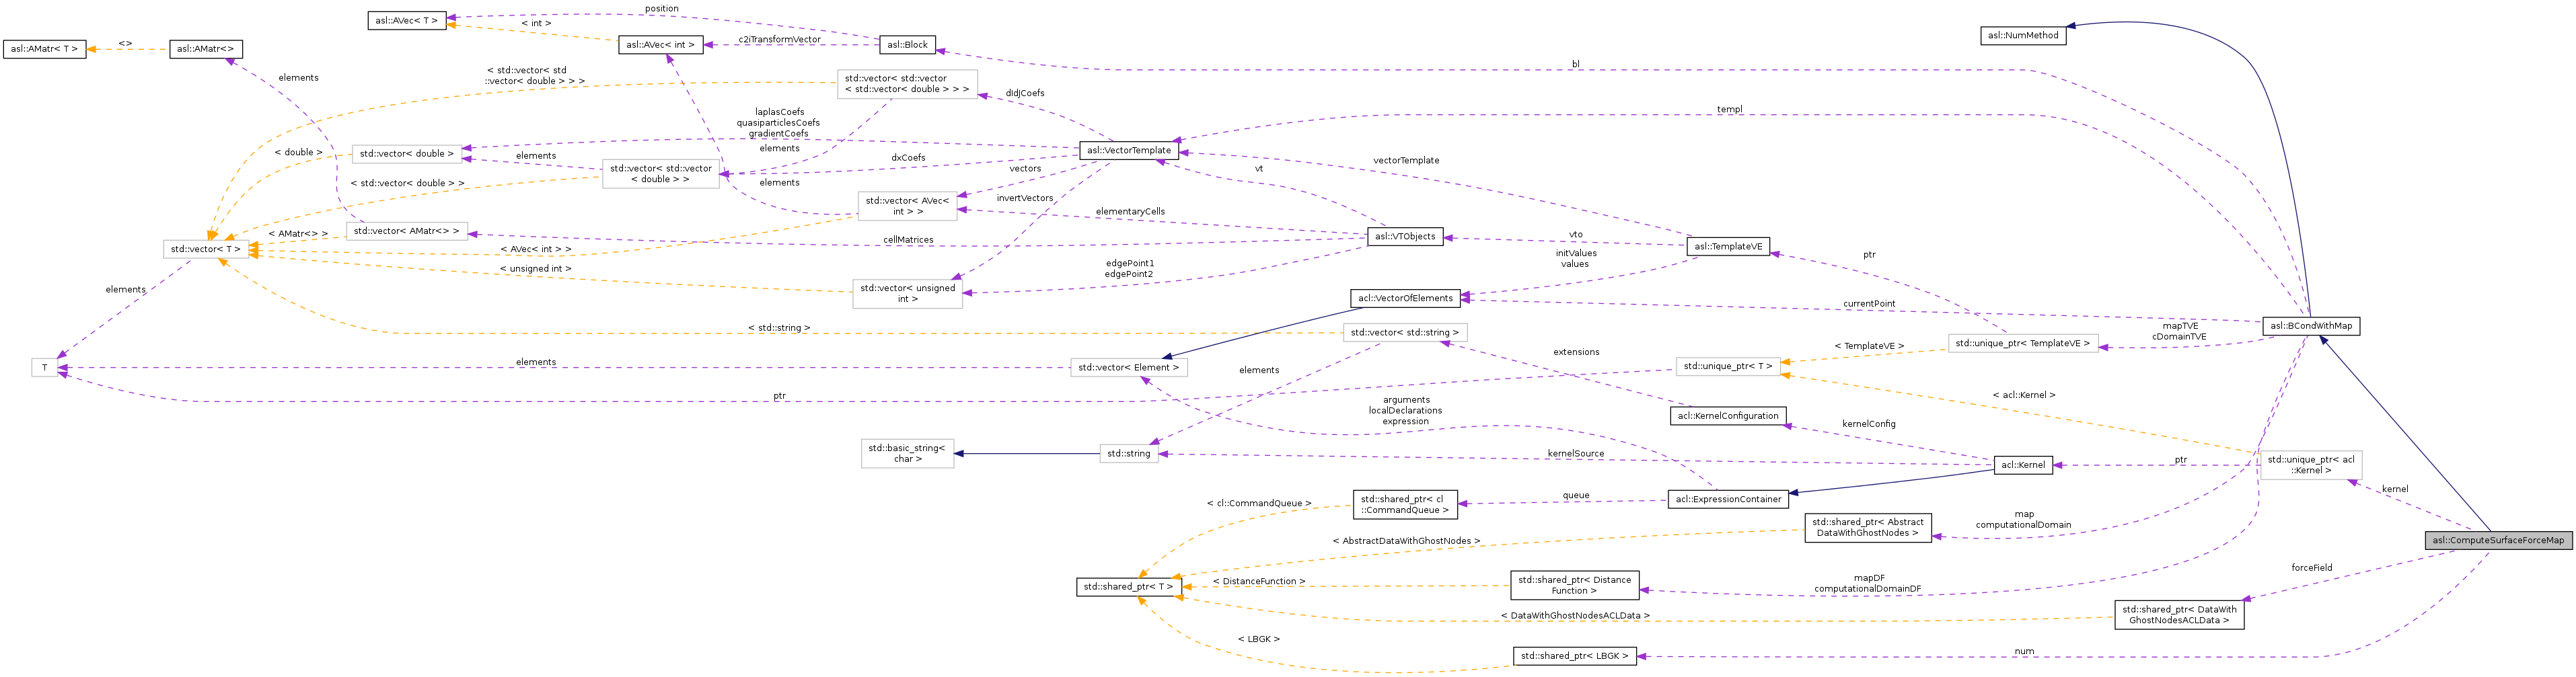 position
asl::AVec< T >
< int >
asl::NumMethod
<>
c2iTransformVector
asl::AMatr< T >
asl::AMatr<>
asl::AVec< int >
asl::Block
bl
< std::vector< std
::vector< double > > >
elements
std::vector< std::vector
< std::vector< double > > >
dIdJCoefs
templ
laplasCoefs
quasiparticlesCoefs
gradientCoefs
elements
asl::VectorTemplate
< double >
std::vector< double >
elements
dxCoefs
vectorTemplate
std::vector< std::vector
< double > >
vectors
vt
< std::vector< double > >
elements
invertVectors
std::vector< AVec<
int > >
elementaryCells
< AMatr<> >
std::vector< AMatr<> >
cellMatrices
asl::VTObjects
vto
asl::TemplateVE
std::vector< T >
< AVec< int > >
initValues
values
ptr
< unsigned int >
edgePoint1
edgePoint2
elements
std::vector< unsigned
int >
acl::VectorOfElements
currentPoint
< std::string >
std::vector< std::string >
asl::BCondWithMap
mapTVE
cDomainTVE
extensions
< TemplateVE >
std::unique_ptr< TemplateVE >
T
elements
std::vector< Element >
elements
std::unique_ptr< T >
ptr
arguments
localDeclarations
expression
< acl::Kernel >
acl::KernelConfiguration
kernelConfig
std::basic_string<
char >
std::string
kernelSource
acl::Kernel
ptr
std::unique_ptr< acl
::Kernel >
kernel
< cl::CommandQueue >
std::shared_ptr< cl
::CommandQueue >
queue
acl::ExpressionContainer
map
computationalDomain
std::shared_ptr< Abstract
DataWithGhostNodes >
< AbstractDataWithGhostNodes >
asl::ComputeSurfaceForceMap
forceField
std::shared_ptr< T >
< DistanceFunction >
std::shared_ptr< Distance
Function >
mapDF
computationalDomainDF
< DataWithGhostNodesACLData >
std::shared_ptr< DataWith
GhostNodesACLData >
< LBGK >
std::shared_ptr< LBGK >
num